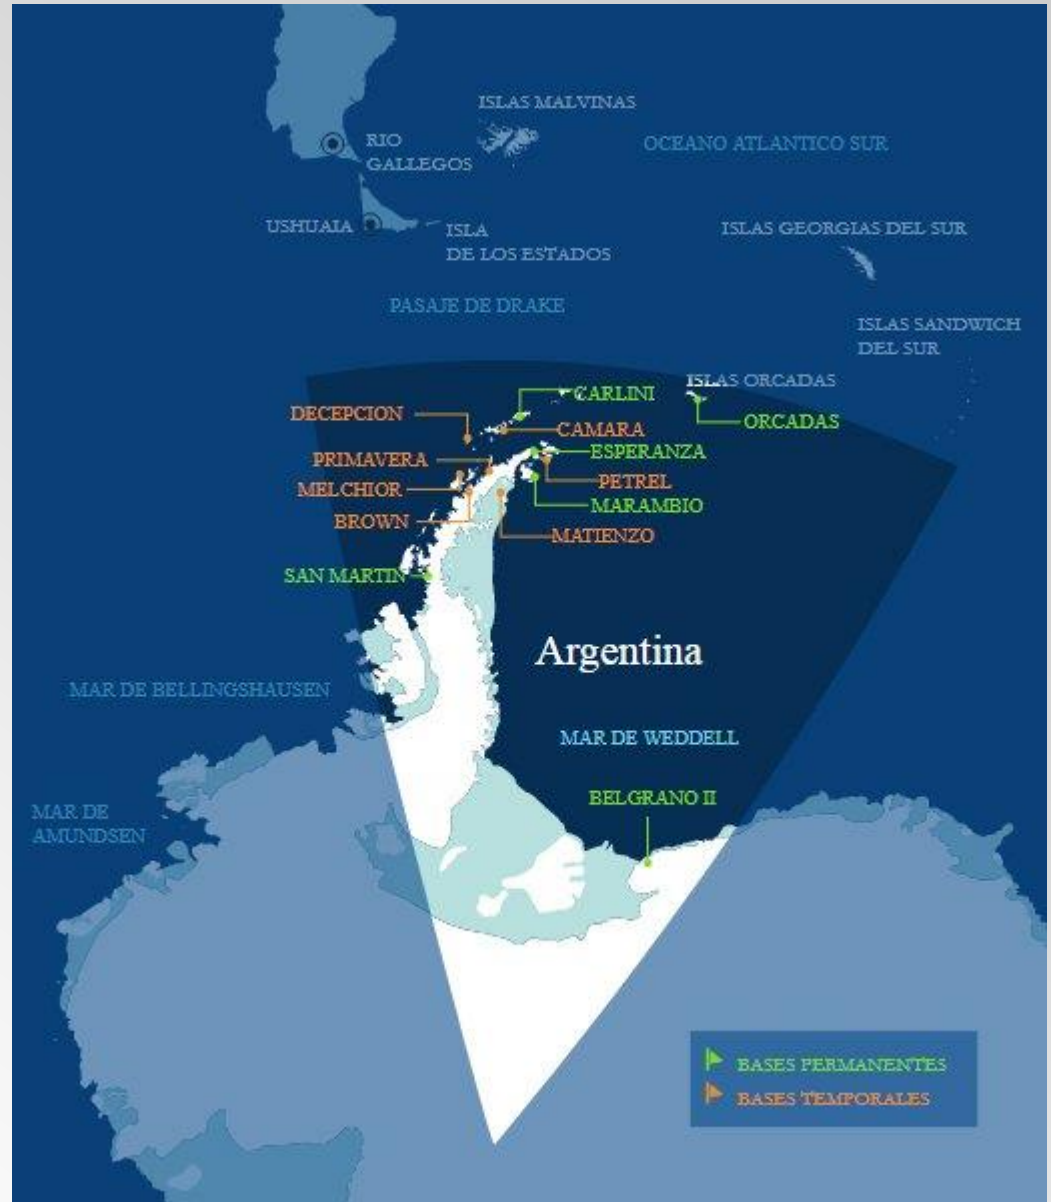 ISLAS MALVINAS
RIO
GALLEGOS
OCEANO ATLANTICO SUR
USHUAIA
ISLA
DE LOS ESTADOS
ISLAS GEORGIAS DEL SUR
PASAJE DE DRAKE
ISLAS SANDWICH
DEL SUR
ISLAS ORCADAS
CARLINI
DECEPCION
ORCADAS
CAMARA
ESPERANZA
PRIMAVERA
PETREL
MELCHIOR
MARAMBIO
BROWN
MATIENZO
SAN MARTIN
Argentina
MAR DE BELLINGSHAUSEN
MAR DE WEDDELL
BELGRANO II
MAR DE
AMUNDSEN
BASES PERMANENTES
BASES TEMPORALES